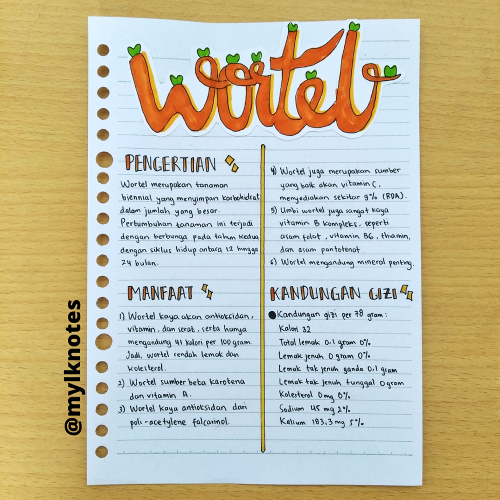 Wortel
PENGERTIAN
Wortel merupakan tanaman
biennial yang menyimpan karbohidrat
dalam jumlah yang besar.
Pertumbuhan tanaman ini terjadi
dengan berbunga pada tahun kedua
dengan siklus hidup antara 12 hingga
24 bulan.
MANFAAT
1) Wortel kaya akan antioksidan,
vitamin, dan serat, serta hanya
mengandung 41 kalori per 100 gram.
Jadi, wortel rendah lemak dan
kolesterol.
2) Wortel sumber beta karotena
dan vitamin A.
3) Wortel kaya antioksidan dari
poli-acetylene falcarinol.
4) Wortel juga merupakan sumber
yang baik akan vitamin C,
menyediakan sekitar 9% (RDA).
5) Umbi wortel juga sangat kaya
vitamin B kompleks, seperti
asam folat, vitamin B6, thiamin,
dan asam pantotenat
6) Wortel mengandung mineral penting.
KANDUNGAN GIZI
Kandungan gizi per 78 gram:
Kalori 32
Total lemak 0.1 gram 0%
Lemak jenuh 0 gram 0%
Lemak tak jenuh ganda 0.1 gram
Lemak tak jenuh tunggal 0 gram
Kolesterol 0 mg 0%
Sodium 45 mg 2%
Kalium 183,3 mg 5%
@mylknotes